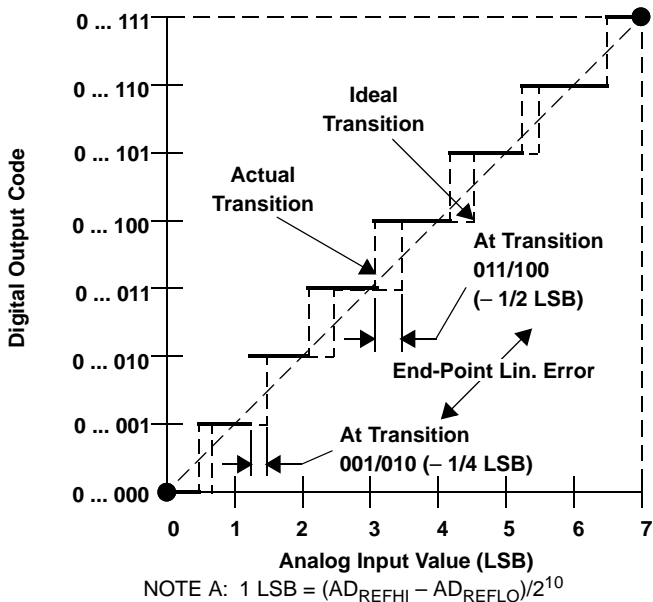 0 ... 111
0 ... 110
0 ... 101
0 ... 100
0 ... 011
0 ... 010
0 ... 001
0 ... 000
Digital Output Code
Ideal
Transition
Actual
Transition
At Transition
011/100
(– 1/2 LSB)
End-Point Lin. Error
At Transition
001/010 (– 1/4 LSB)
0 1 2 3 4 5 6 7
Analog Input Value (LSB)
NOTE A: 1 LSB = (AD_REFHI – AD_REFLO)/2^10